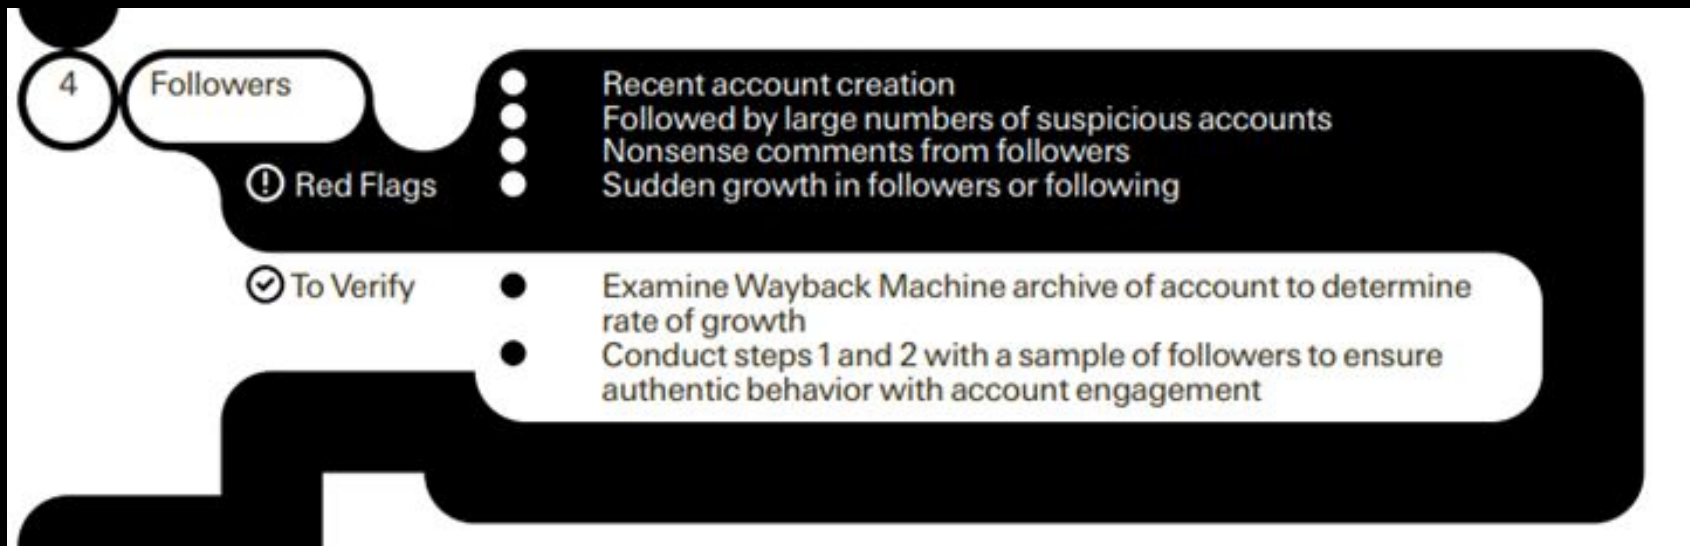 4
Followers
Red Flags
Recent account creation
Followed by large numbers of suspicious accounts
Nonsense comments from followers
Sudden growth in followers or following
To Verify
Examine Wayback Machine archive of account to determine
rate of growth
Conduct steps 1 and 2 with a sample of followers to ensure
authentic behavior with account engagement